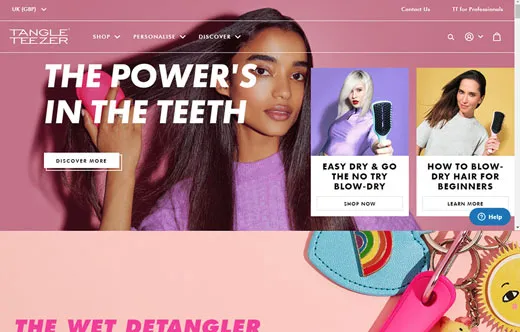 UK (GBP)
Contact Us
TT for Professionals
TANGLE
TEEZER
SHOP
PERSONALISE
DISCOVER
THE POWER'S
IN THE TEETH
DISCOVER MORE
EASY DRY & GO
THE NO TRY
BLOW-DRY
SHOP NOW
HOW TO BLOW-
DRY HAIR FOR
BEGINNERS
LEARN MORE
Help
THE WET DETANGLER